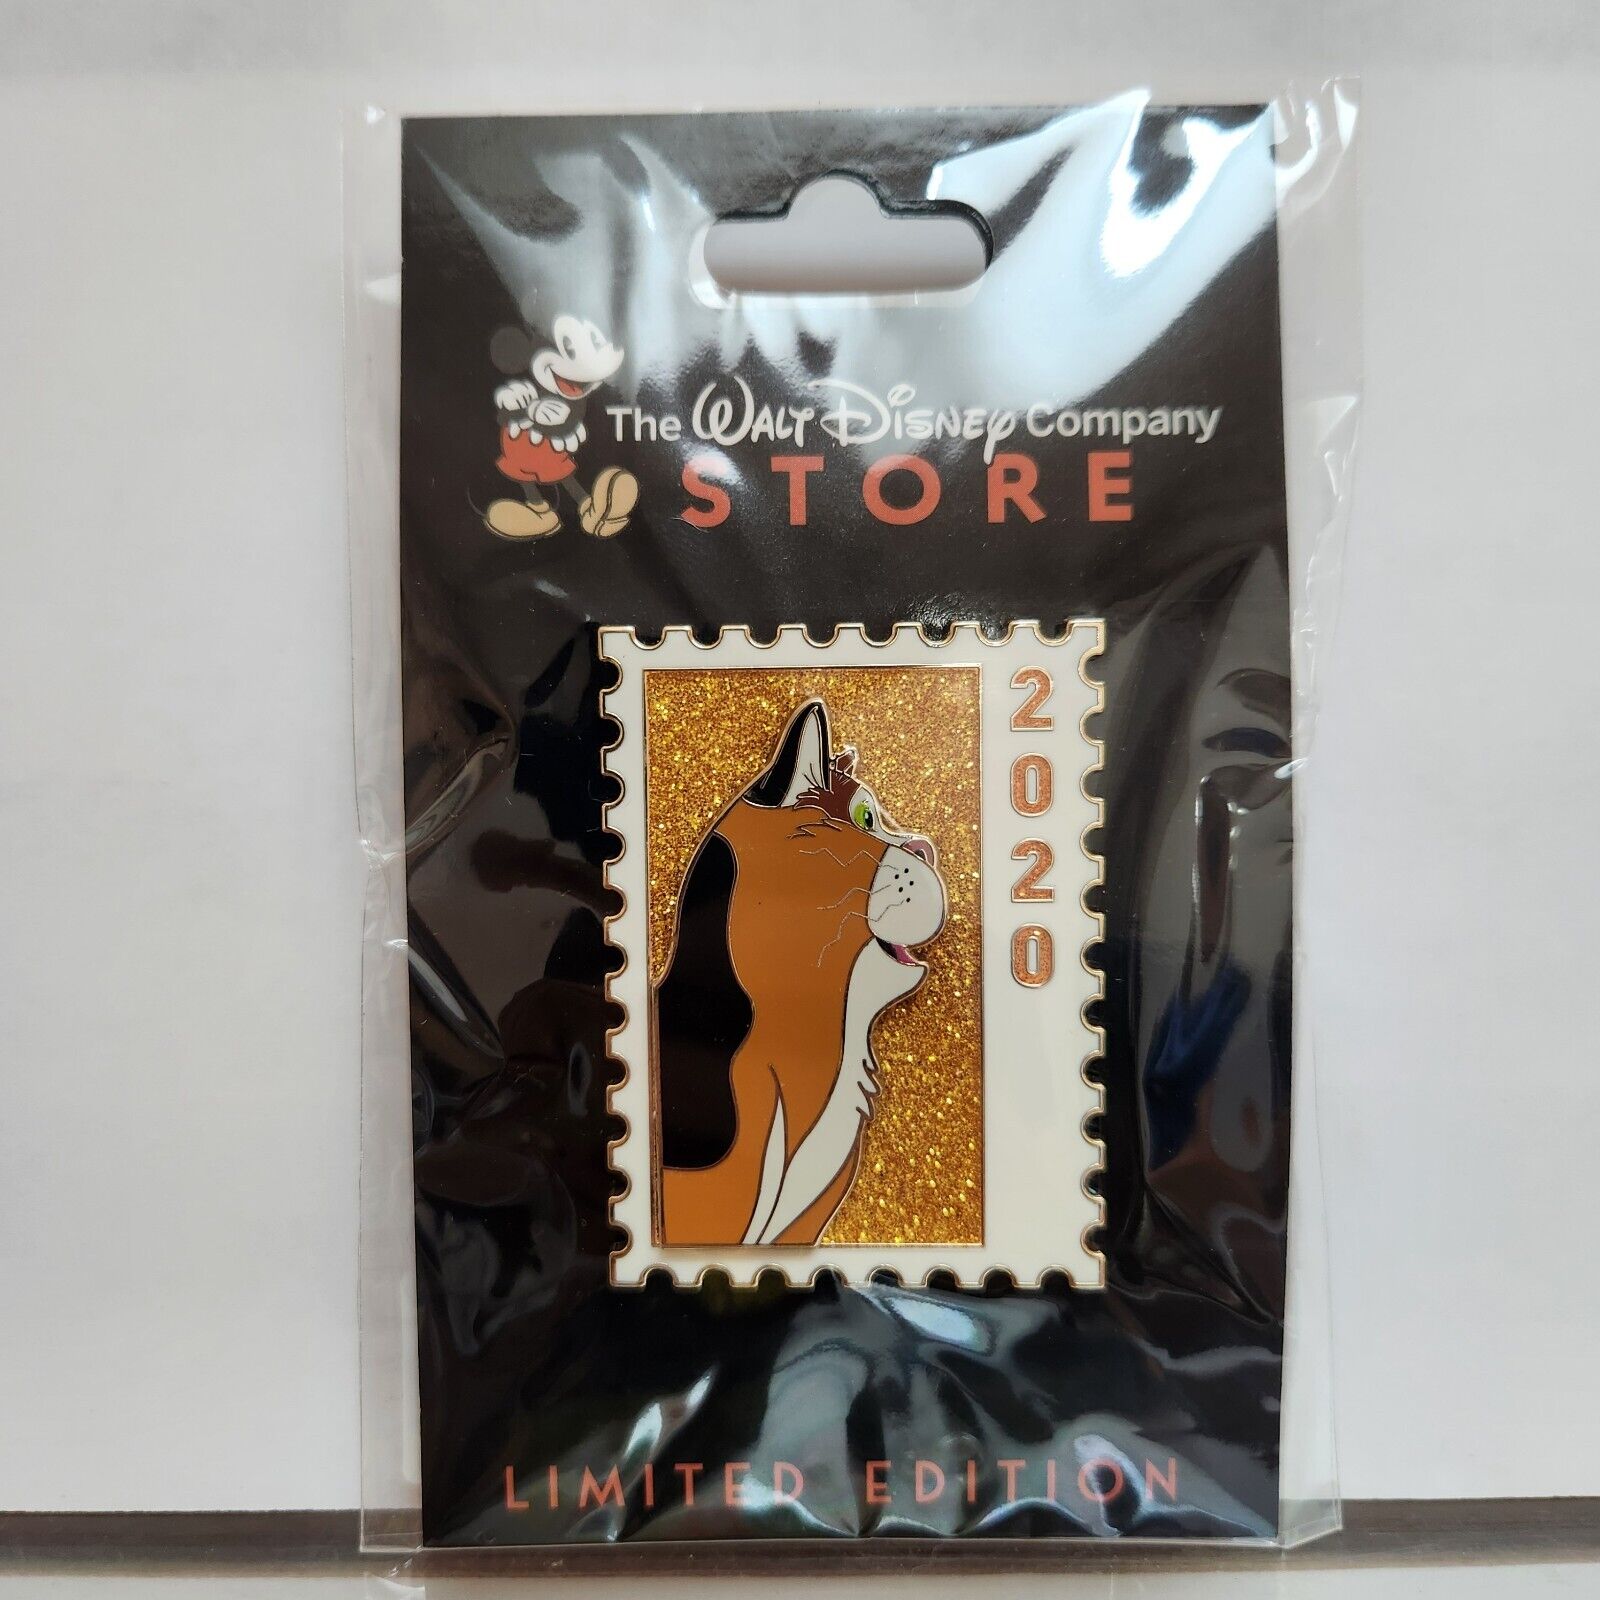 The Walt Disney Company
STORE
2020
LIMITED EDITION